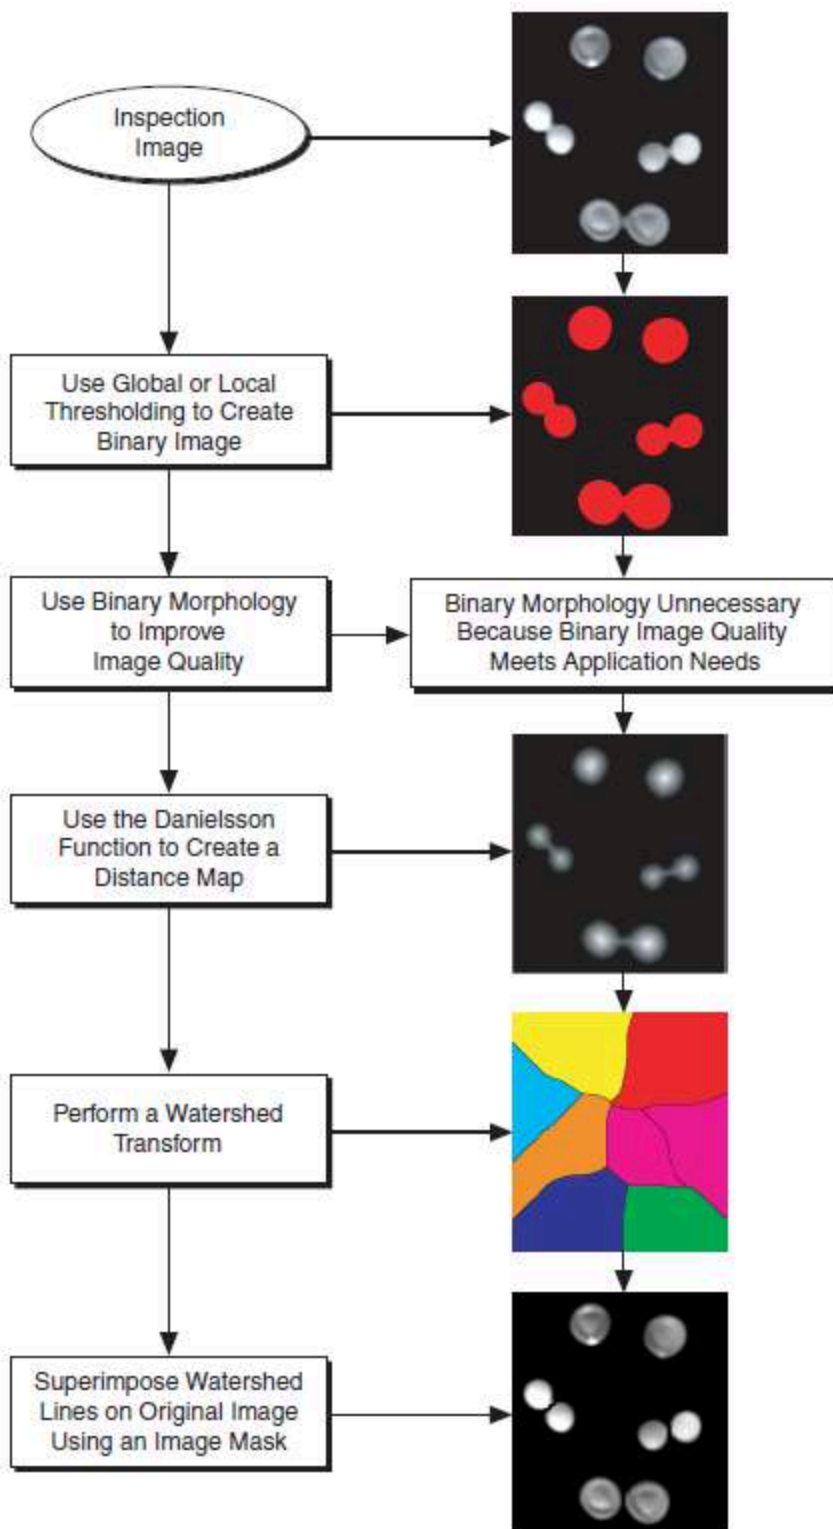 Inspection
Image
Use Global or Local
Thresholding to Create
Binary Image
Use Binary Morphology
to Improve
Image Quality
Binary Morphology Unnecessary
Because Binary Image Quality
Meets Application Needs
Use the Danielsson
Function to Create a
Distance Map
Perform a Watershed
Transform
Superimpose Watershed
Lines on Original Image
Using an Image Mask